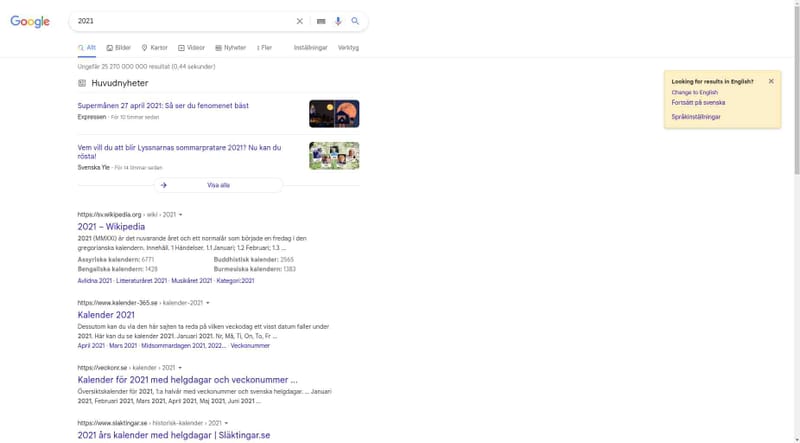 Google
2021
Allt
Bilder
Kartor
Videor
Nyheter
Fler
Inställningar
Verktyg
Ungefär 25 270 000 000 resultat (0,44 sekunder)
Looking for results in English?
Change to English
Fortsätt på svenska
Språkinställningar
Huvudnyheter
Supermånen 27 april 2021: Så ser du fenomenet bäst
Expressen · För 10 timmar sedan
Vem vill du att blir Lyssnarnas sommarpratare 2021? Nu kan du
rösta!
Svenska Yle · För 14 timmar sedan
Visa alla
https://sv.wikipedia.org › wiki › 2021
2021 – Wikipedia
2021 (MMXXI) är det nuvarande året och ett normalår som började en fredag i den
gregorianska kalendern. Innehåll. 1 Händelser. 1.1 Januari; 1.2 Februari; 1.3 ...
Assyriska kalendern: 6771
Buddhistisk kalender: 2565
Bengaliska kalendern: 1428
Burmesiska kalendern: 1383
Avlidna 2021 · Litteraturåret 2021 · Musikåret 2021 · Kategori:2021
https://www.kalender-365.se › kalender-2021
Kalender 2021
Dessutom kan du via den här sajten ta reda på vilken veckodag ett visst datum faller under
2021. Här kan du se kalender 2021. Januari 2021. Nr, Må, Ti, On, To, Fr ...
April 2021 · Mars 2021 · Midsommardagen 2021, 2022... · Veckonummer
https://veckonr.se › kalender › 2021
Kalender för 2021 med helgdagar och veckonummer ...
Översiktskalender för 2021, 1:a halvår med veckonummer och svenska helgdagar. ... Januari
2021, Februari 2021, Mars 2021, April 2021, Maj 2021, Juni 2021 ...
https://www.släktingar.se › historisk-kalender › 2021
2021 års kalender med helgdagar | Släktingar.se